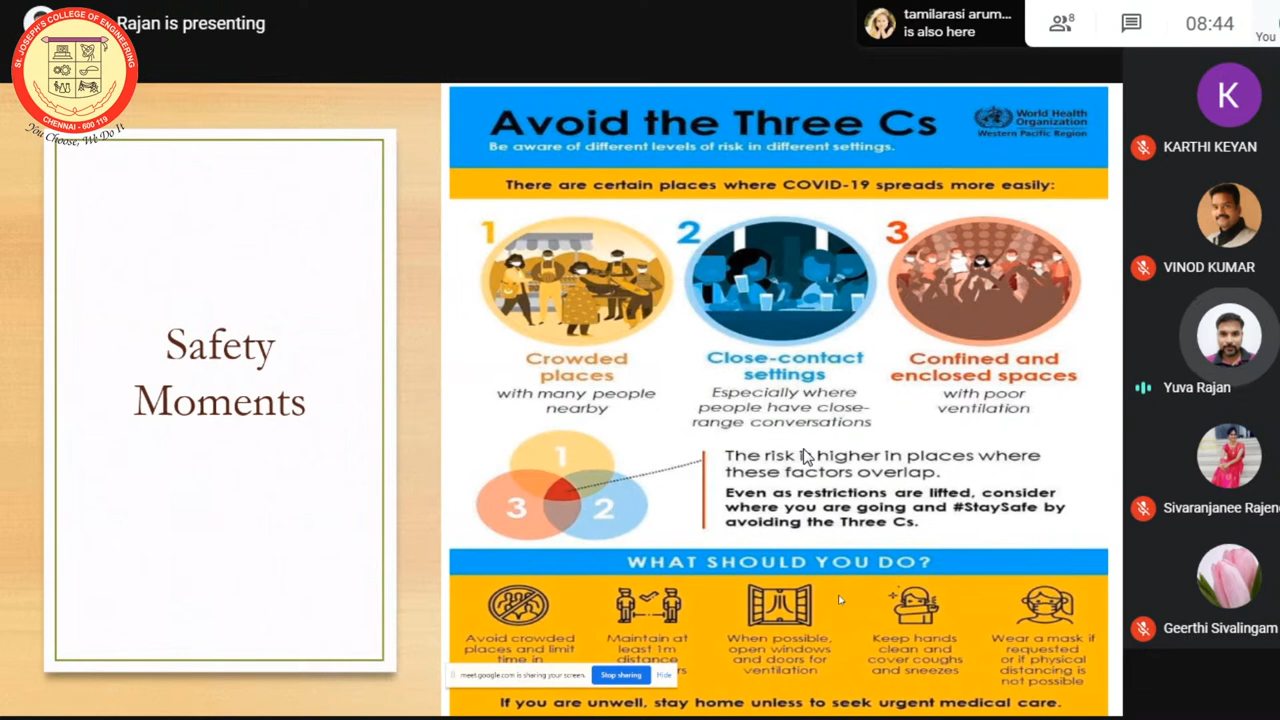 Rajan is presenting
tamilarasi arum...
is also here
8
08:44
You
ST. JOSEPH'S COLLEGE OF ENGINEERING
CHENNAI - 600 119
You Choose, We Do It
Safety
Moments
Avoid the Three Cs
Be aware of different levels of risk in different settings.
World Health
Organization
Western Pacific Region
There are certain places where COVID-19 spreads more easily:
1
2
3
Crowded
places
with many people
nearby
Close-contact
settings
Especially where
people have close-
range conversations
Confined and
enclosed spaces
with poor
ventilation
1
3
2
The risk is higher in places where
these factors overlap.
Even as restrictions are lifted, consider
where you are going and #StaySafe by
avoiding the Three Cs.
WHAT SHOULD YOU DO?
Avoid crowded
places and limit
time in
Maintain at
least 1m
distance
When possible,
open windows
and doors for
ventilation
Keep hands
clean and
cover coughs
and sneezes
Wear a mask if
requested
or if physical
distancing is
not possible
meet.google.com is sharing your screen.
Stop sharing
Hide
If you are unwell, stay home unless to seek urgent medical care.
K
KARTHI KEYAN
VINOD KUMAR
Yuva Rajan
Sivaranjanee Rajen
Geerthi Sivalingam